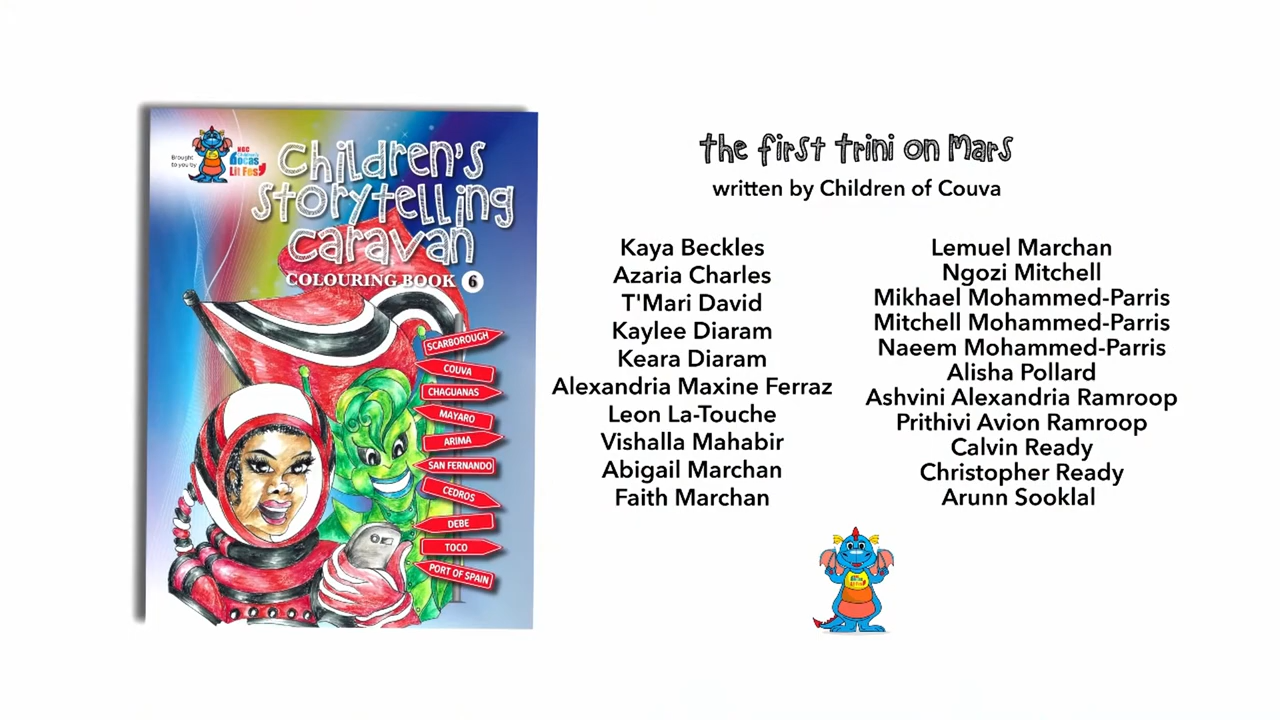 Brought
to you by
NGC
Children's
Bocas
Lit Fest
Children's
Storytelling
Caravan
COLOURING BOOK 6
SCARBOROUGH
COUVA
CHAGUANAS
MAYARO
ARIMA
SAN FERNANDO
CEDROS
DEBE
TOCO
PORT OF SPAIN
the first trini on Mars
written by Children of Couva
Kaya Beckles
Azaria Charles
T'Mari David
Kaylee Diaram
Keara Diaram
Alexandria Maxine Ferraz
Leon La-Touche
Vishalla Mahabir
Abigail Marchan
Faith Marchan
Lemuel Marchan
Ngozi Mitchell
Mikhael Mohammed-Parris
Mitchell Mohammed-Parris
Naeem Mohammed-Parris
Alisha Pollard
Ashvini Alexandria Ramroop
Prithivi Avion Ramroop
Calvin Ready
Christopher Ready
Arunn Sooklal